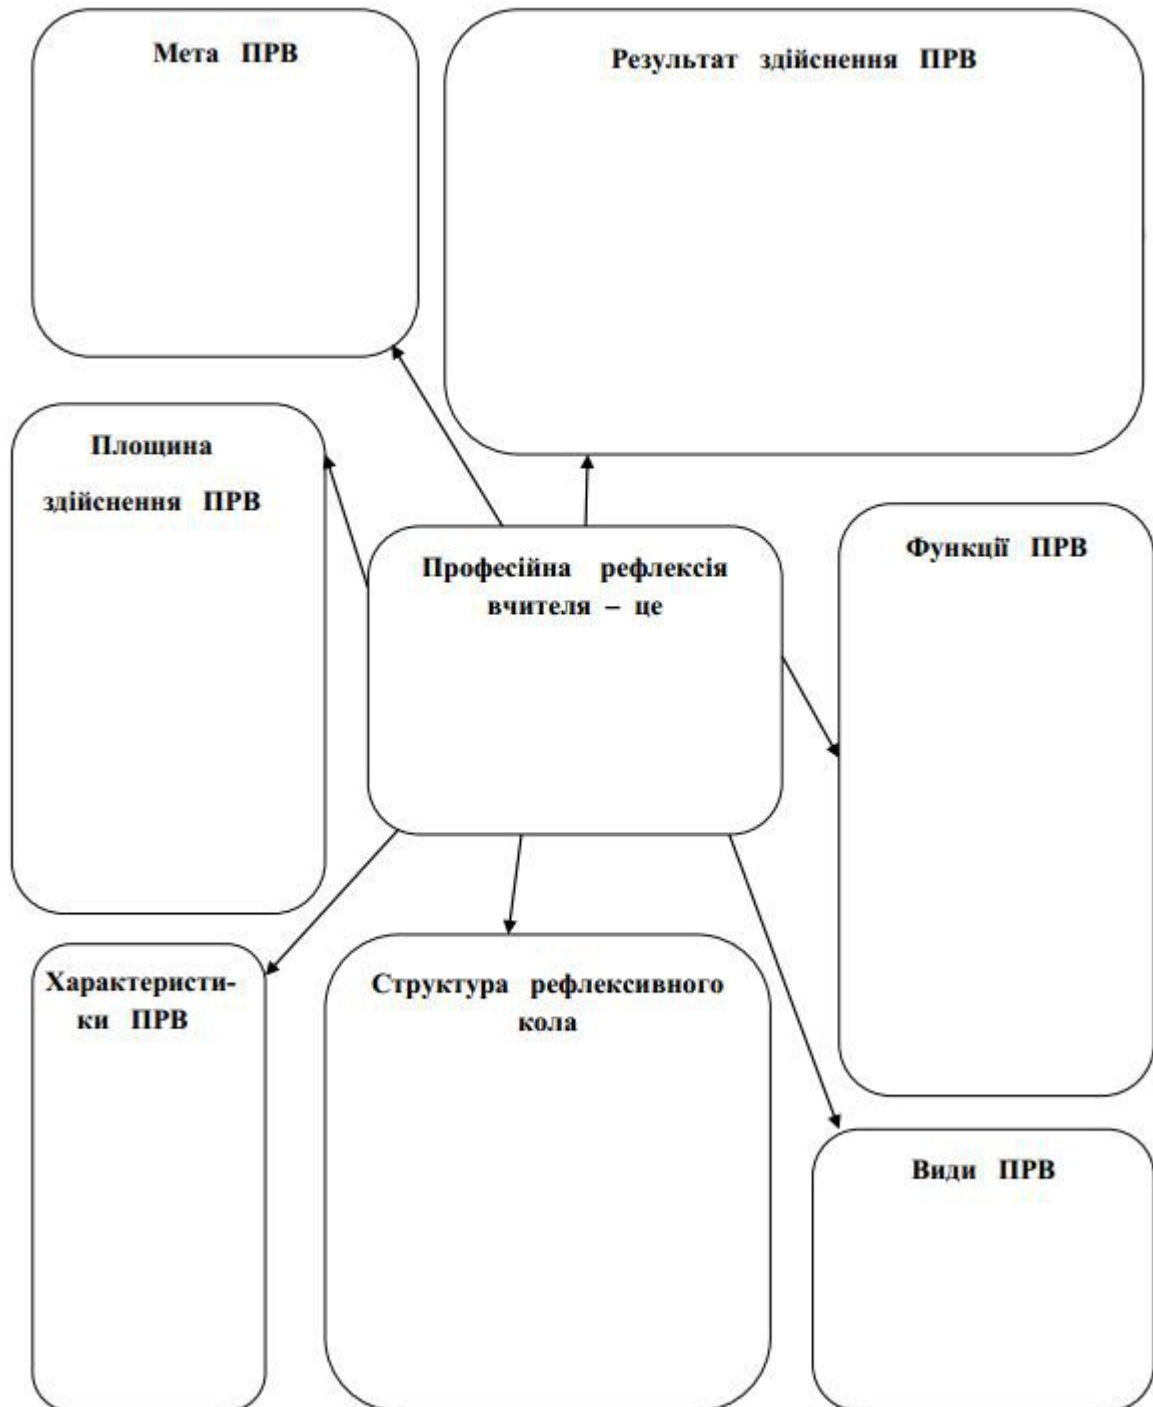 Мета ПРВ
Результат здійснення ПРВ
Площина
здійснення ПРВ
Професійна рефлексія
вчителя – це
Функції ПРВ
Характеристи-
ки ПРВ
Структура рефлексивного
кола
Види ПРВ